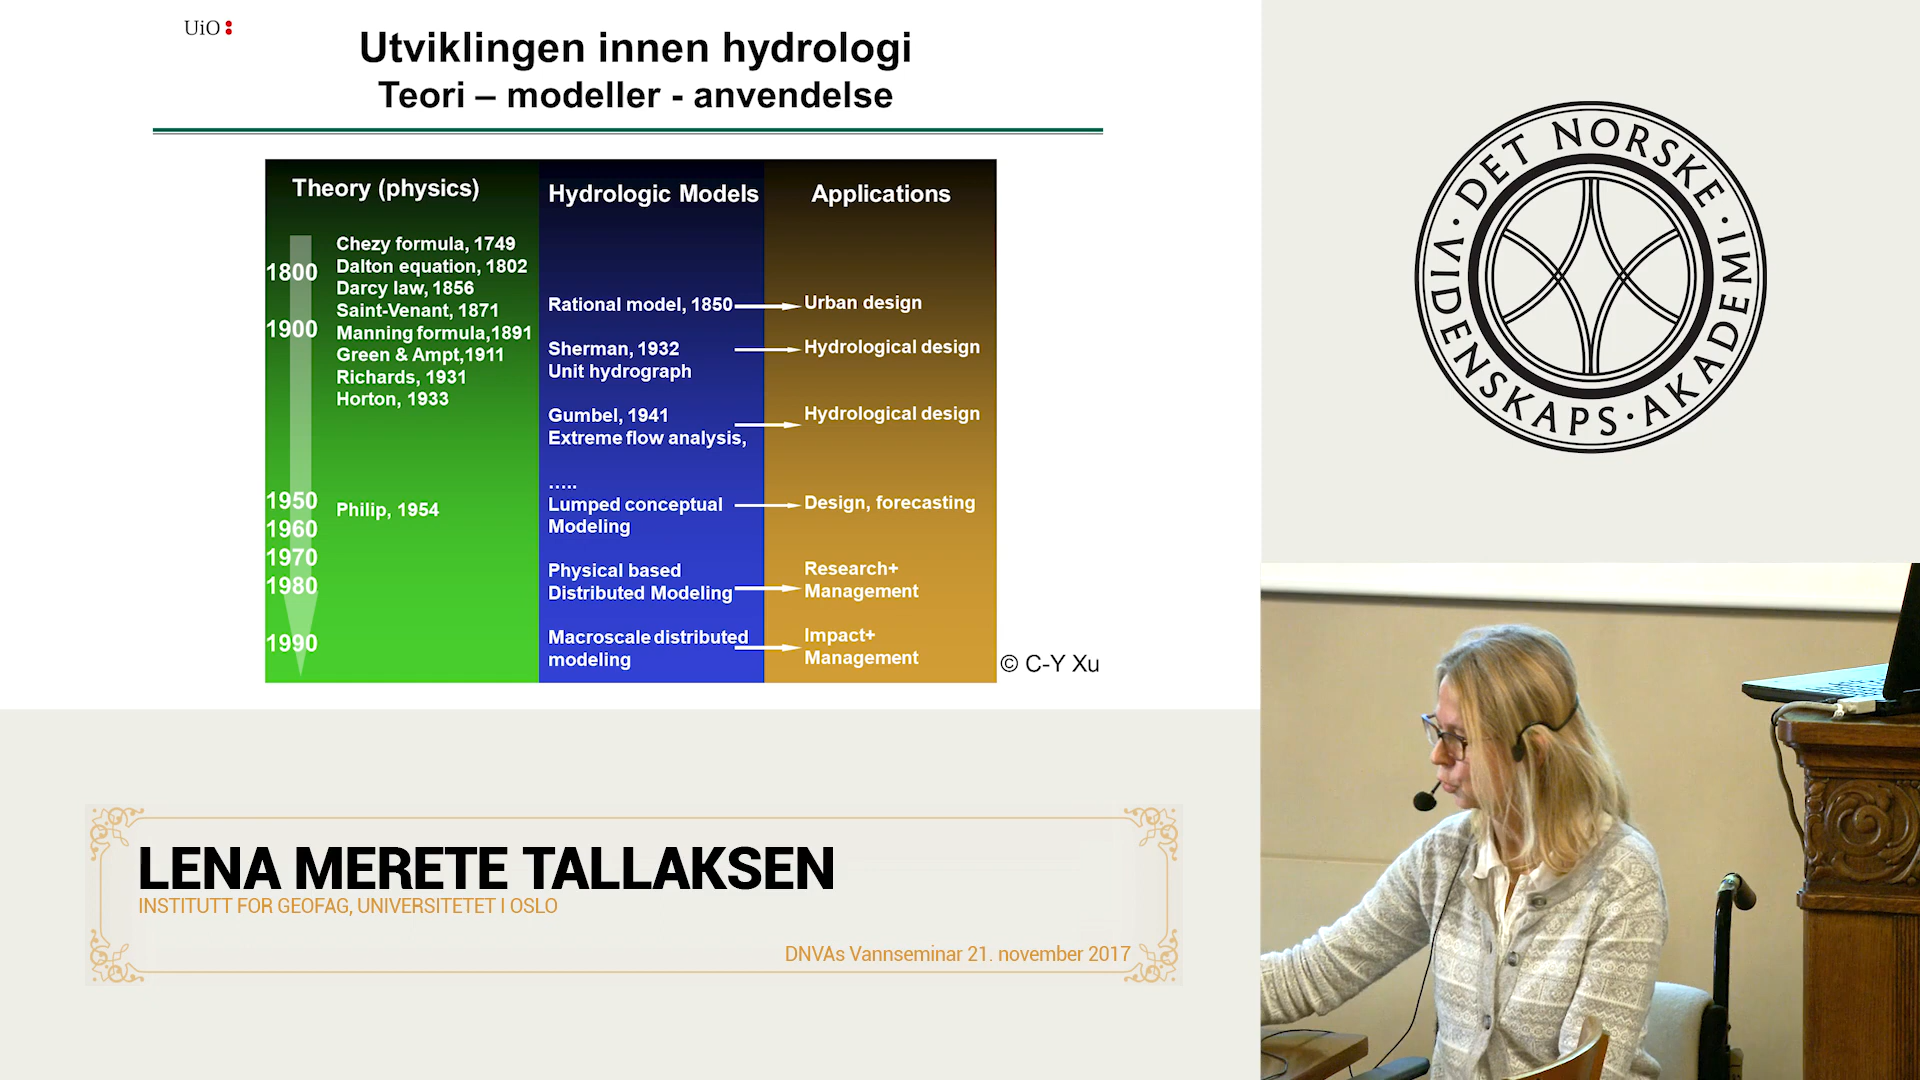 UiO
Utviklingen innen hydrologi
Teori – modeller - anvendelse
Theory (physics)
1800
1900
1950
1960
1970
1980
1990
Chezy formula, 1749
Dalton equation, 1802
Darcy law, 1856
Saint-Venant, 1871
Manning formula,1891
Green & Ampt,1911
Richards, 1931
Horton, 1933
Philip, 1954
Hydrologic Models
Rational model, 1850
Sherman, 1932
Unit hydrograph
Gumbel, 1941
Extreme flow analysis,
.....
Lumped conceptual
Modeling
Physical based
Distributed Modeling
Macroscale distributed
modeling
Applications
Urban design
Hydrological design
Hydrological design
Design, forecasting
Research+
Management
Impact+
Management
© C-Y Xu
DET NORSKE · VIDENSKAPS · AKADEMI ·
LENA MERETE TALLAKSEN
INSTITUTT FOR GEOFAG, UNIVERSITETET I OSLO
DNVAs Vannseminar 21. november 2017